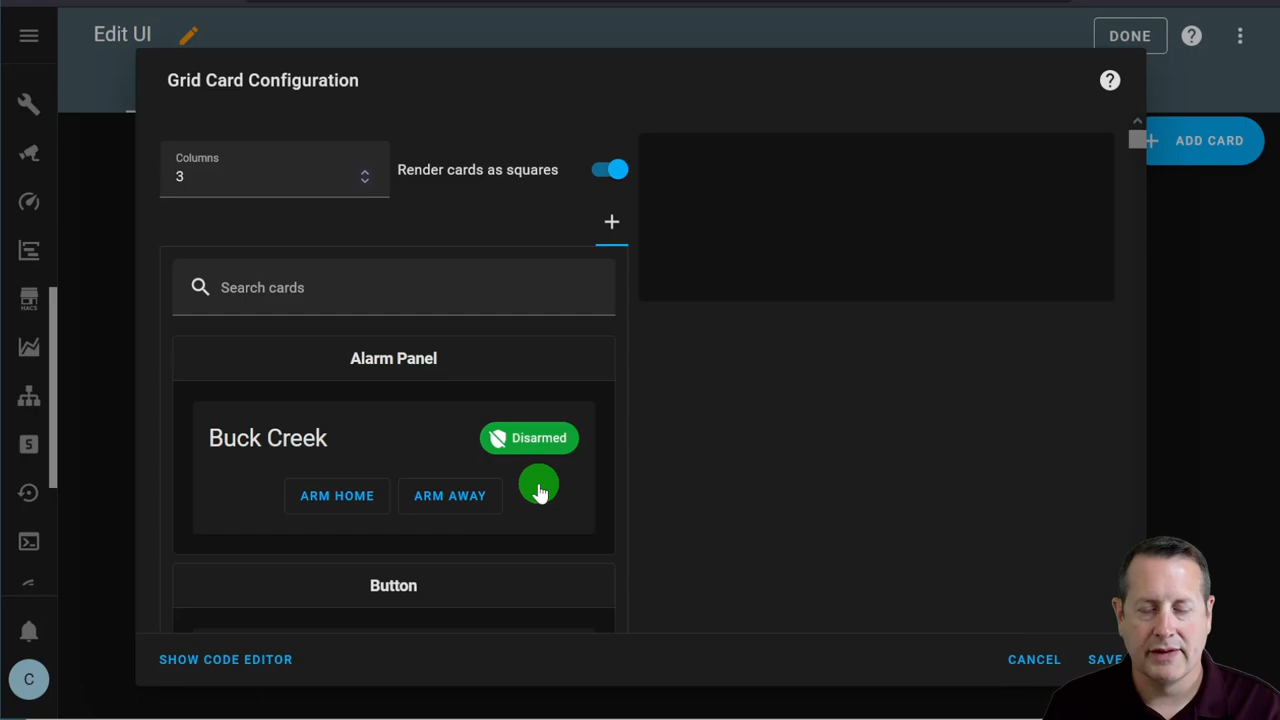 Edit UI
DONE
Grid Card Configuration
ADD CARD
Columns
3
Render cards as squares
Search cards
Alarm Panel
Buck Creek
Disarmed
ARM HOME
ARM AWAY
Button
SHOW CODE EDITOR
CANCEL
SAVE
HACS
S
C